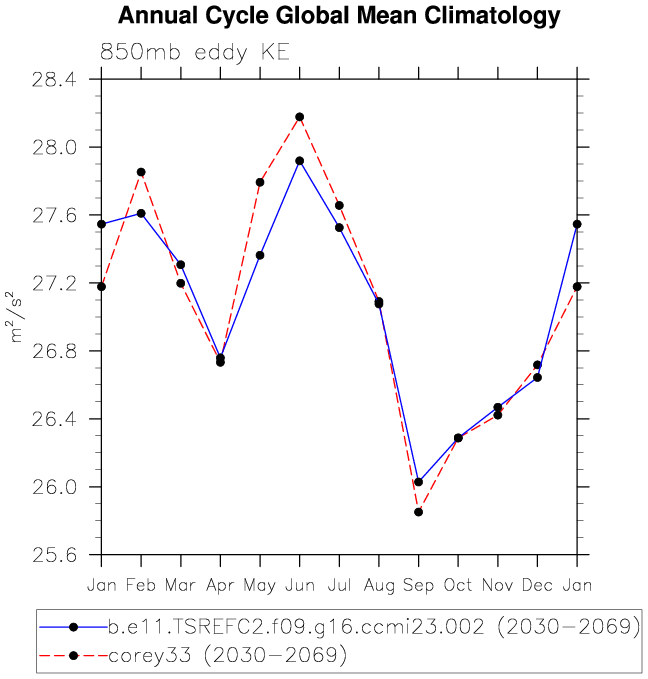 Annual Cycle Global Mean Climatology
850mb eddy KE
28.4
28.0
27.6
27.2
26.8
26.4
26.0
25.6
m²/s²
Jan Feb Mar Apr May Jun Jul Aug Sep Oct Nov Dec Jan
b.e11.TSREFC2.f09.g16.ccmi23.002 (2030-2069)
corey33 (2030-2069)